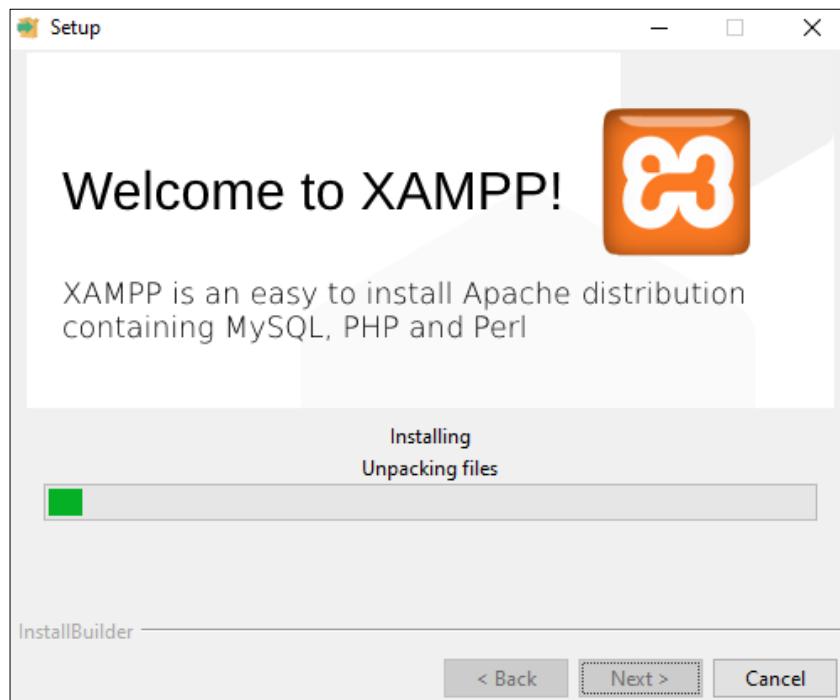 Setup
Welcome to XAMPP!
XAMPP is an easy to install Apache distribution
containing MySQL, PHP and Perl
Installing
Unpacking files
InstallBuilder
< Back
Next >
Cancel